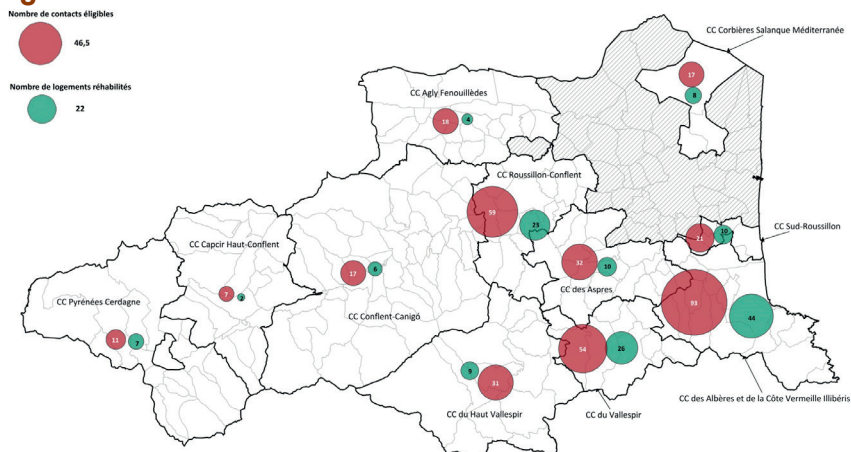 Nombre de contacts éligibles
46,5
Nombre de logements réhabilités
22
CC Corbières Salanque Méditerranée
17
8
CC Agly Fenouillèdes
18
4
CC Roussillon-Conflent
59
23
CC Sud-Roussillon
21
10
CC Capcir Haut-Conflent
7
2
CC Conflent-Canigó
17
6
CC des Aspres
32
10
CC Pyrénées Cerdagne
11
7
93
44
54
26
9
31
CC des Albères et de la Côte Vermeille Illibéris
CC du Haut Vallespir
CC du Vallespir